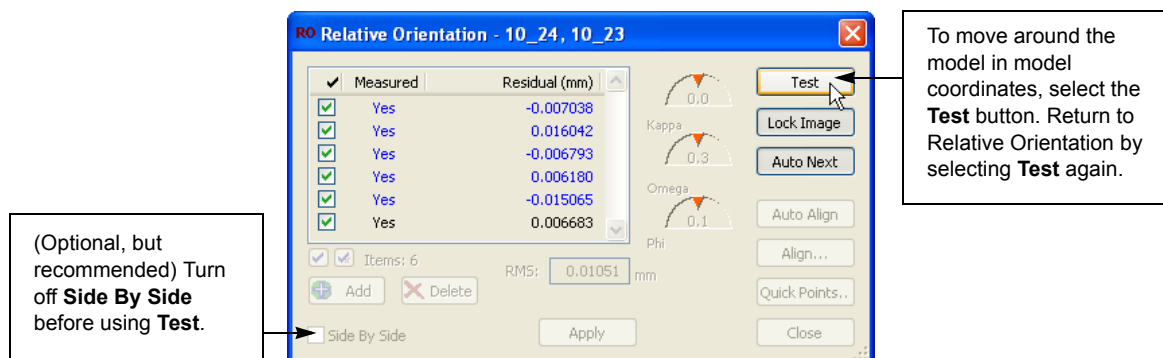 RO Relative Orientation - 10_24, 10_23
Measured Residual (mm)
Yes -0.007038
Yes 0.016042
Yes -0.006793
Yes 0.006180
Yes -0.015065
Yes 0.006683
Items: 6
Add Delete
RMS: 0.01051 mm
Side By Side
Apply
0.0
Kappa
0.3
Omega
0.1
Phi
Test
Lock Image
Auto Next
Auto Align
Align...
Quick Points..
Close
To move around the
model in model
coordinates, select the
Test button. Return to
Relative Orientation by
selecting Test again.
(Optional, but
recommended) Turn
off Side By Side
before using Test.